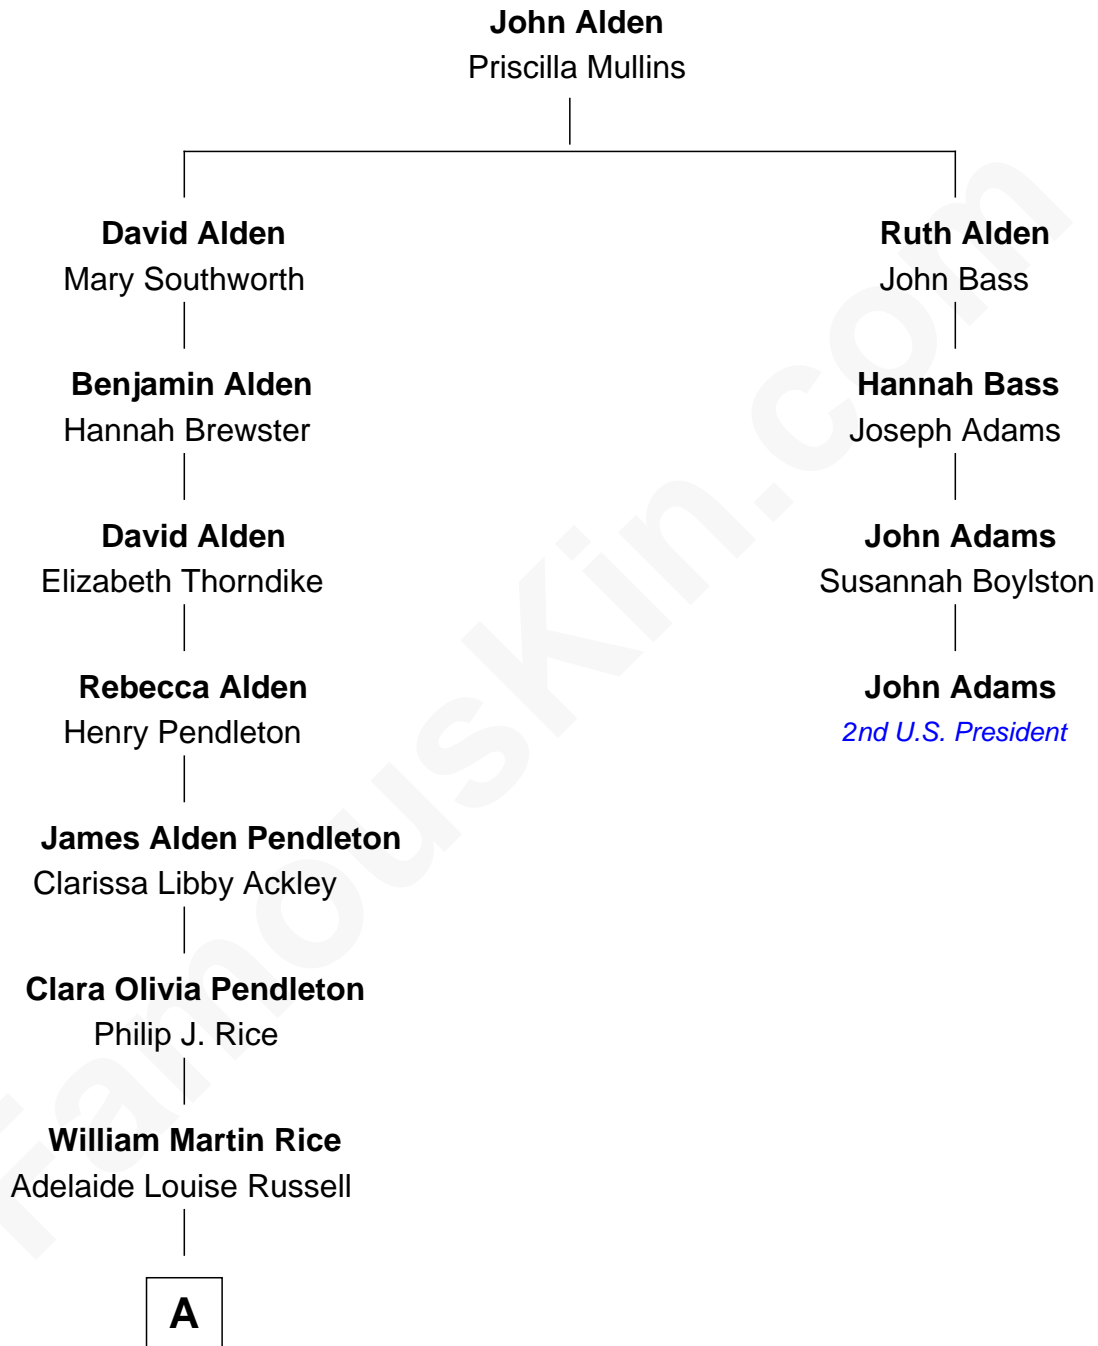 John Alden
Priscilla Mullins
David Alden
Mary Southworth
Ruth Alden
John Bass
Benjamin Alden
Hannah Brewster
Hannah Bass
Joseph Adams
David Alden
Elizabeth Thorndike
John Adams
Susannah Boylston
Rebecca Alden
Henry Pendleton
John Adams
2nd U.S. President
James Alden Pendleton
Clarissa Libby Ackley
Clara Olivia Pendleton
Philip J. Rice
William Martin Rice
Adelaide Louise Russell
A
FamousKin.com